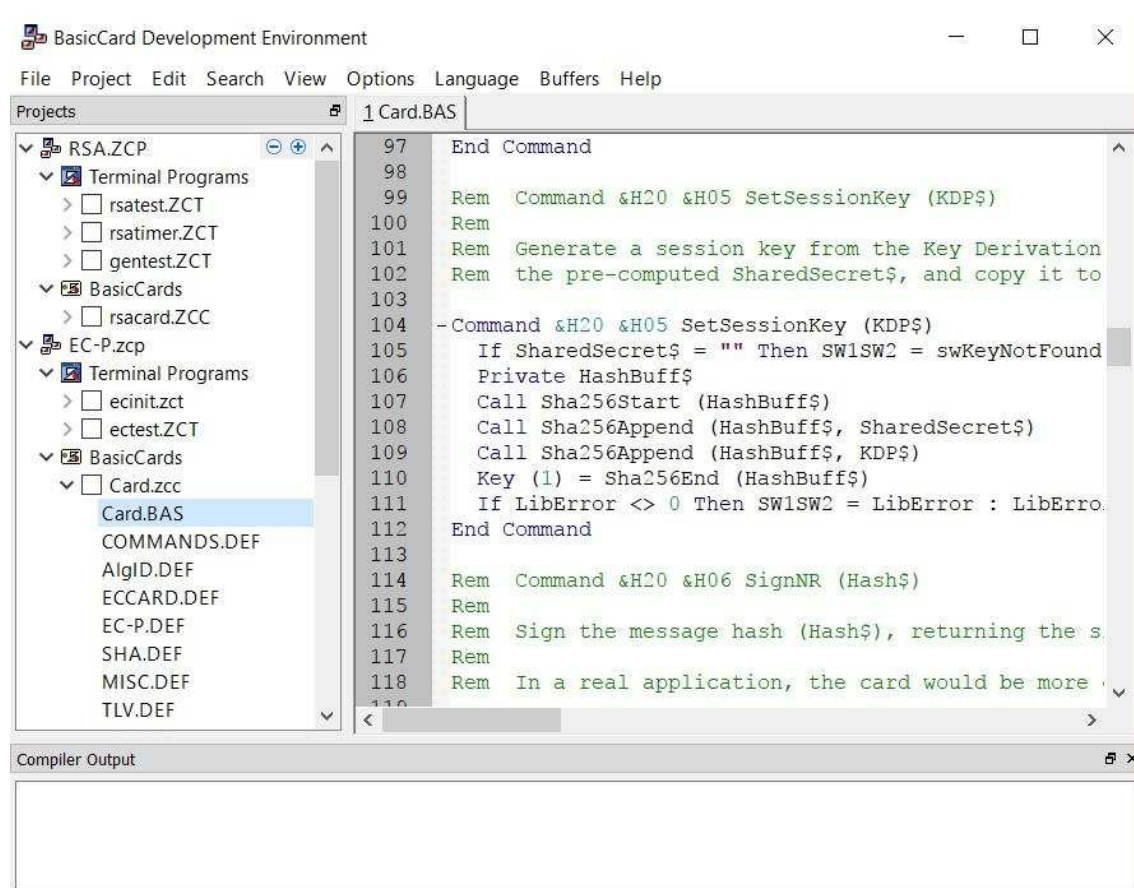 BasicCard Development Environment
File Project Edit Search View Options Language Buffers Help
Projects
RSA.ZCP
Terminal Programs
rsatest.ZCT
rsatimer.ZCT
gentest.ZCT
BasicCards
rsacard.ZCC
EC-P.zcp
Terminal Programs
ecinit.zct
ectest.ZCT
BasicCards
Card.zcc
Card.BAS
COMMANDS.DEF
AlgID.DEF
ECCARD.DEF
EC-P.DEF
SHA.DEF
MISC.DEF
TLV.DEF
1 Card.BAS
97 End Command
98
99 Rem Command &H20 &H05 SetSessionKey (KDP$)
100 Rem
101 Rem Generate a session key from the Key Derivation
102 Rem the pre-computed SharedSecret$, and copy it to
103
104 Command &H20 &H05 SetSessionKey (KDP$)
105 If SharedSecret$ = "" Then SW1SW2 = swKeyNotFound
106 Private HashBuff$
107 Call Sha256Start (HashBuff$)
108 Call Sha256Append (HashBuff$, SharedSecret$)
109 Call Sha256Append (HashBuff$, KDP$)
110 Key (1) = Sha256End (HashBuff$)
111 If LibError <> 0 Then SW1SW2 = LibError : LibErro
112 End Command
113
114 Rem Command &H20 &H06 SignNR (Hash$)
115 Rem
116 Rem Sign the message hash (Hash$), returning the s
117 Rem
118 Rem In a real application, the card would be more
Compiler Output